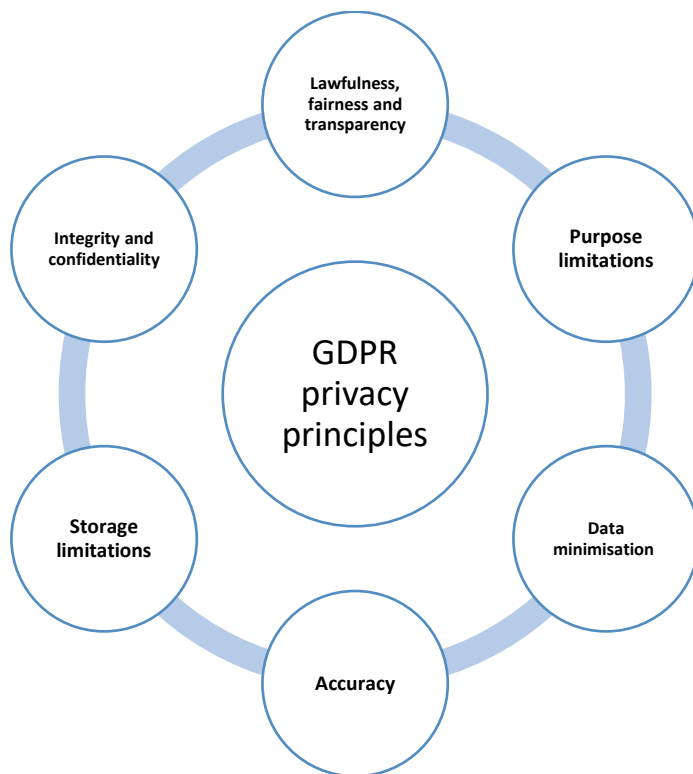 Lawfulness,
fairness and
transparency
Purpose
limitations
Data
minimisation
Accuracy
Storage
limitations
Integrity and
confidentiality
GDPR
privacy
principles